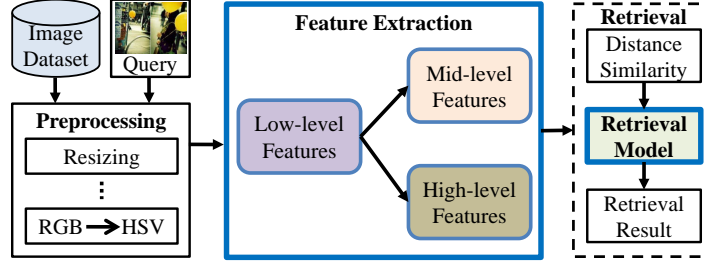 Image
Dataset
Query
Preprocessing
Resizing
⋮
RGB → HSV
Feature Extraction
Low-level
Features
Mid-level
Features
High-level
Features
Retrieval
Distance
Similarity
Retrieval
Model
Retrieval
Result